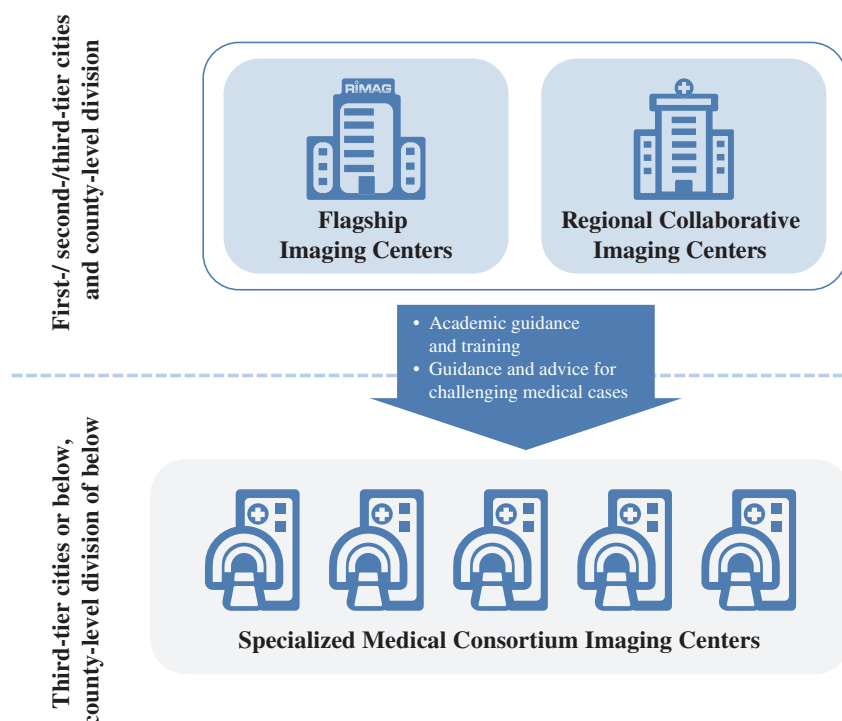 First-/ second-/third-tier cities
and county-level division
RiMAG
Flagship
Imaging Centers
Regional Collaborative
Imaging Centers
• Academic guidance
and training
• Guidance and advice for
challenging medical cases
Third-tier cities or below,
county-level division of below
Specialized Medical Consortium Imaging Centers